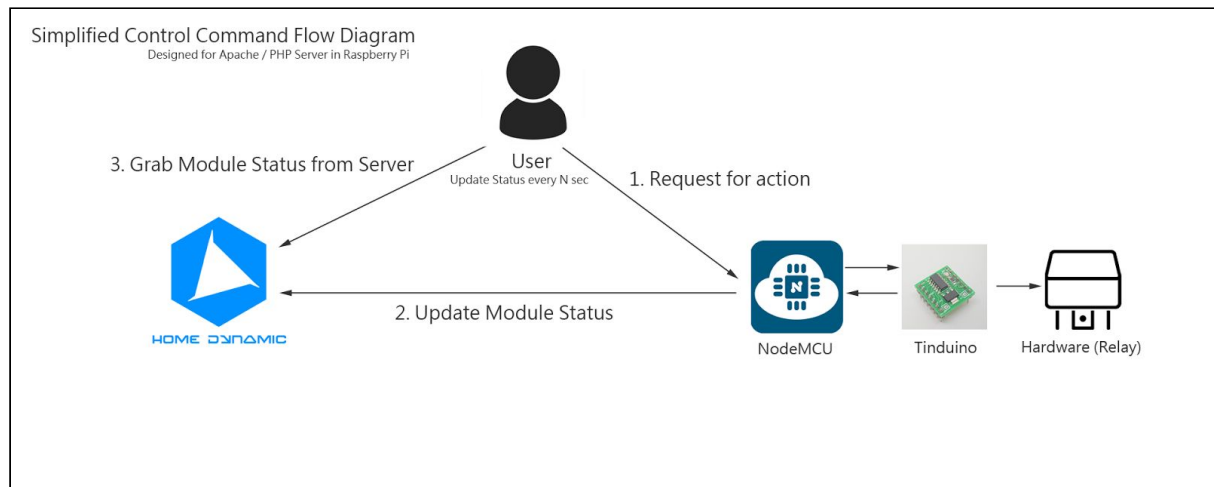 Simplified Control Command Flow Diagram
Designed for Apache / PHP Server in Raspberry Pi
3. Grab Module Status from Server
User
Update Status every N sec
1. Request for action
N
2. Update Module Status
HOME DYNAMIC
NodeMCU
Tinduino
Hardware (Relay)